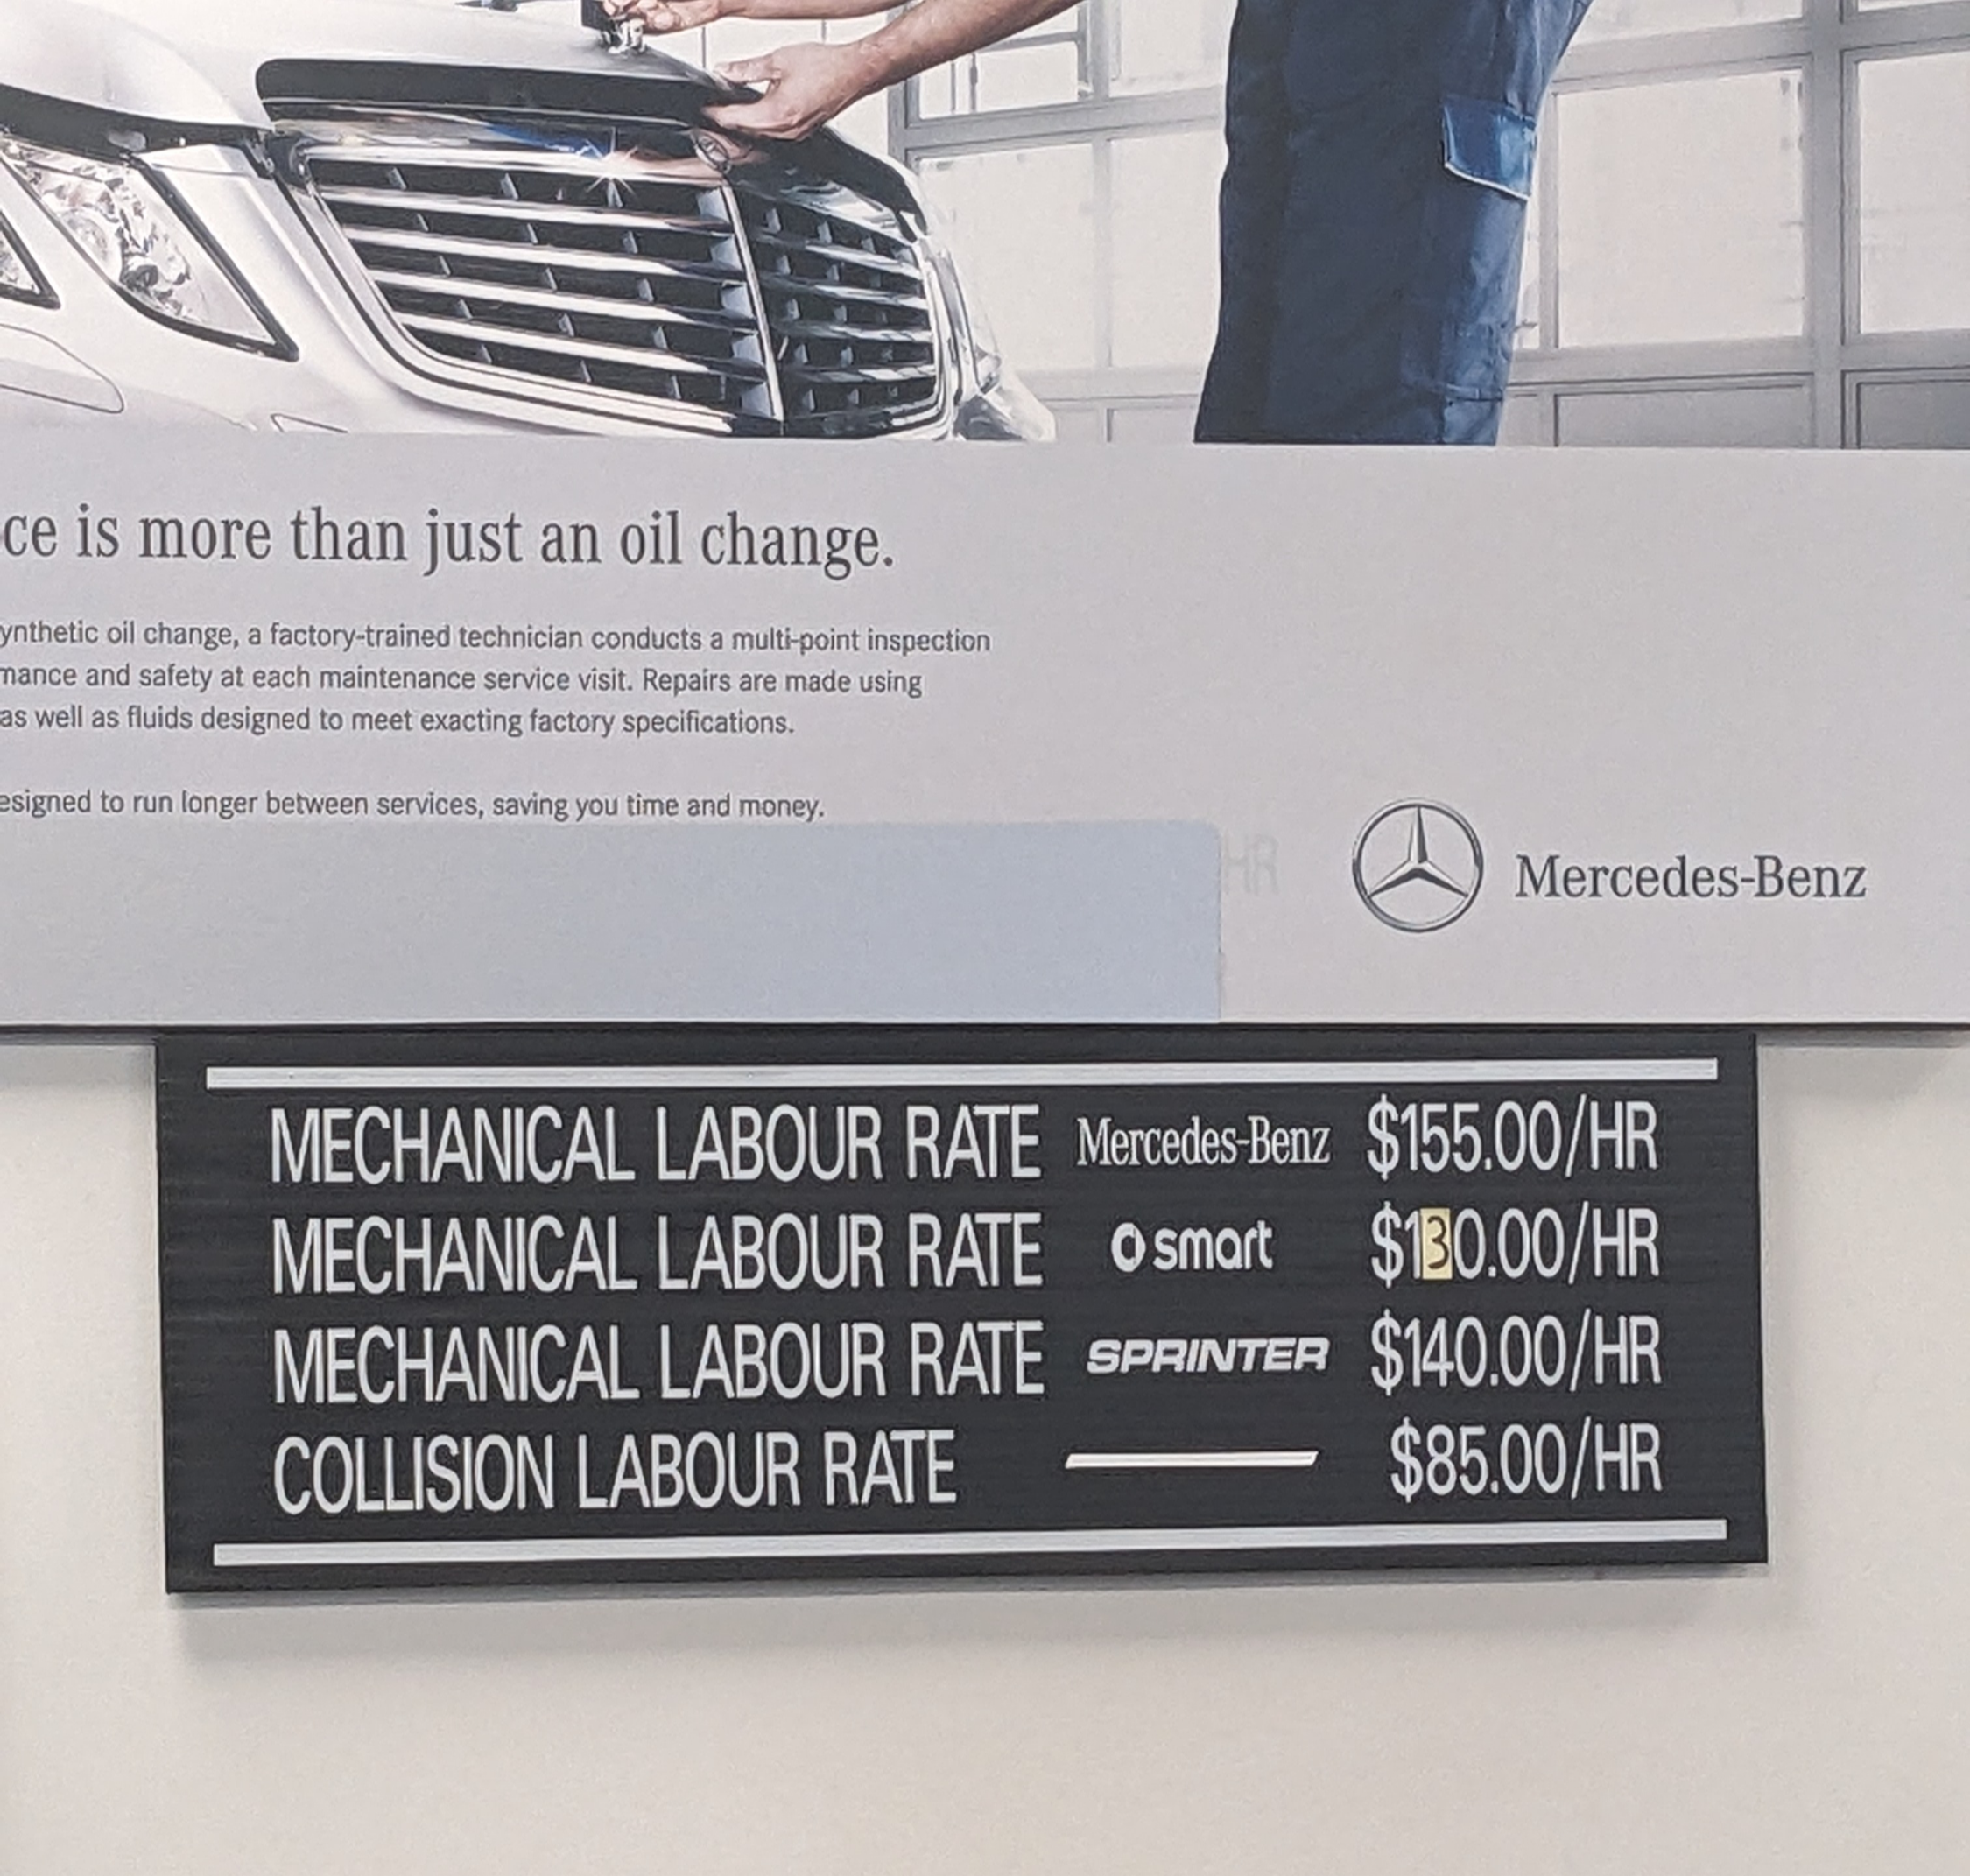 ce is more than just an oil change.
ynthetic oil change, a factory-trained technician conducts a multi-point inspection
mance and safety at each maintenance service visit. Repairs are made using
as well as fluids designed to meet exacting factory specifications.
esigned to run longer between services, saving you time and money.
HR
Mercedes-Benz
MECHANICAL LABOUR RATE Mercedes-Benz $155.00/HR
MECHANICAL LABOUR RATE smart $130.00/HR
MECHANICAL LABOUR RATE SPRINTER $140.00/HR
COLLISION LABOUR RATE $85.00/HR